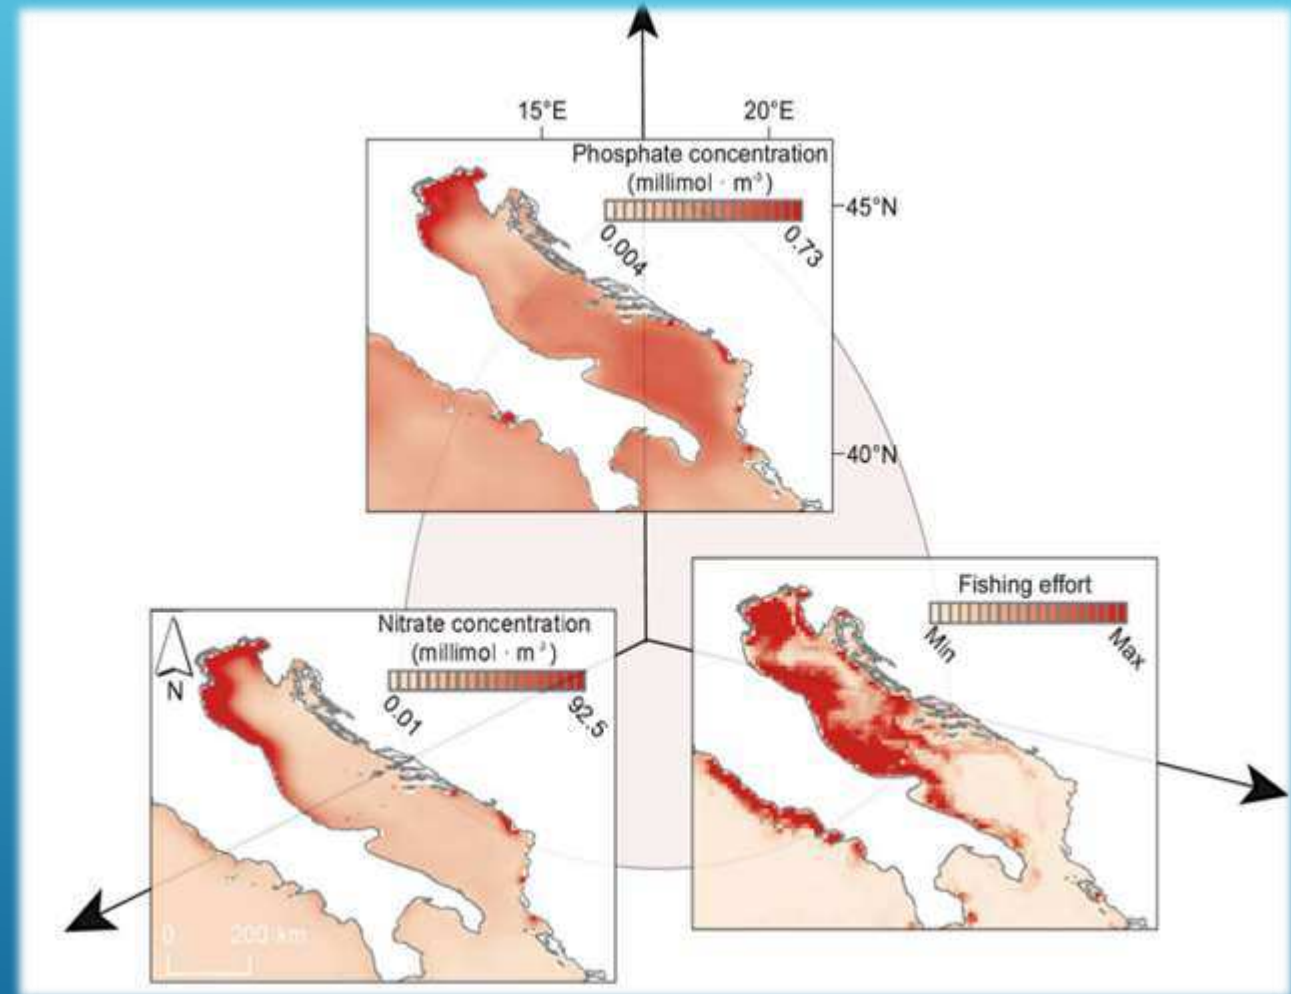 15°E 20°E
Phosphate concentration
(millimol · m⁻³)
0.004 0.73
45°N
40°N
Nitrate concentration
(millimol · m⁻³)
0.01 92.5
N
0 200 km
Fishing effort
Min Max